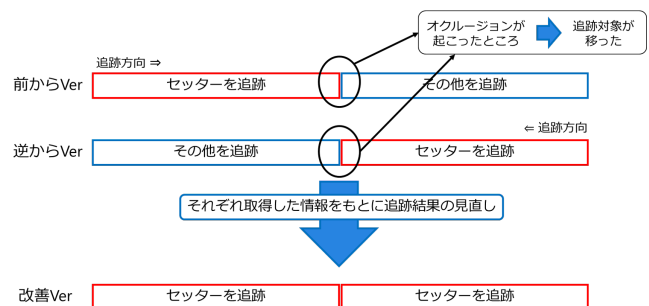 オクルージョンが
起こったところ
追跡対象が
移った
追跡方向 ⇒
前からVer
セッターを追跡
その他を追跡
⇐ 追跡方向
逆からVer
その他を追跡
セッターを追跡
それぞれ取得した情報をもとに追跡結果の見直し
改善Ver
セッターを追跡
セッターを追跡